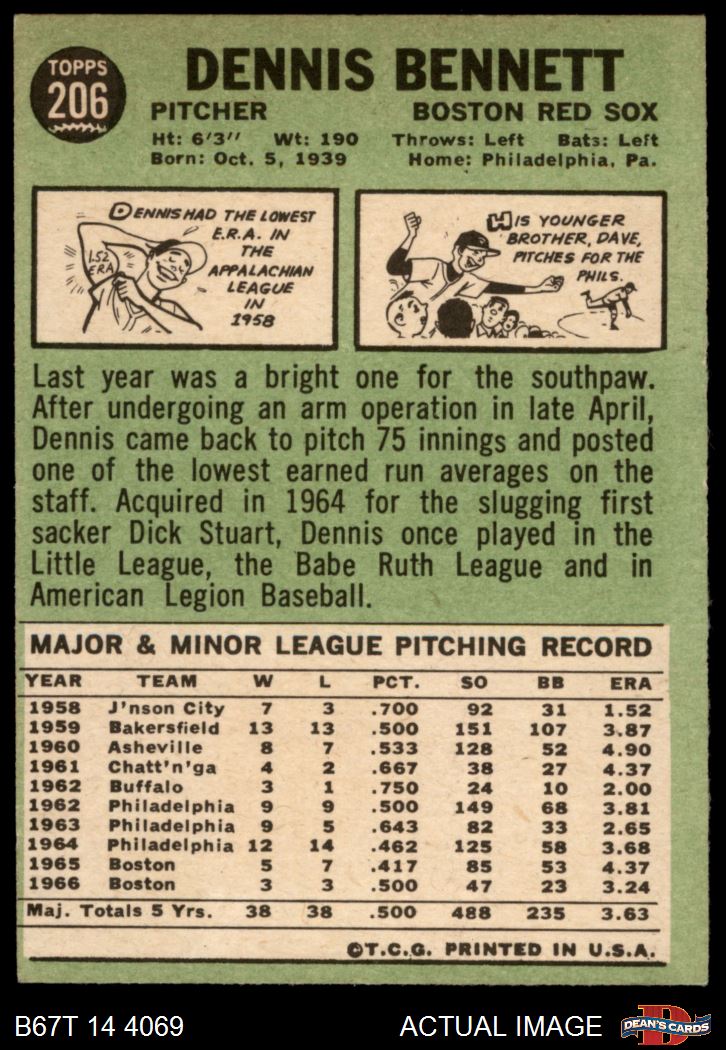 TOPPS
206
DENNIS BENNETT
PITCHER BOSTON RED SOX
Ht: 6'3" Wt: 190 Throws: Left Bats: Left
Born: Oct. 5, 1939 Home: Philadelphia, Pa.
DENNIS HAD THE LOWEST
E.R.A. IN
THE
APPALACHIAN
LEAGUE
IN
1958
1.52
ERA
HIS YOUNGER
BROTHER, DAVE,
PITCHES FOR THE
PHILS.
Last year was a bright one for the southpaw.
After undergoing an arm operation in late April,
Dennis came back to pitch 75 innings and posted
one of the lowest earned run averages on the
staff. Acquired in 1964 for the slugging first
sacker Dick Stuart, Dennis once played in the
Little League, the Babe Ruth League and in
American Legion Baseball.
MAJOR & MINOR LEAGUE PITCHING RECORD
YEAR TEAM W L PCT. SO BB ERA
1958 J'nson City 7 3 .700 92 31 1.52
1959 Bakersfield 13 13 .500 151 107 3.87
1960 Asheville 8 7 .533 128 52 4.90
1961 Chatt'n'ga 4 2 .667 38 27 4.37
1962 Buffalo 3 1 .750 24 10 2.00
1962 Philadelphia 9 9 .500 149 68 3.81
1963 Philadelphia 9 5 .643 82 33 2.65
1964 Philadelphia 12 14 .462 125 58 3.68
1965 Boston 5 7 .417 85 53 4.37
1966 Boston 3 3 .500 47 23 3.24
Maj. Totals 5 Yrs. 38 38 .500 488 235 3.63
©T.C.G. PRINTED IN U.S.A.
B67T 14 4069 ACTUAL IMAGE
DEAN'S CARDS